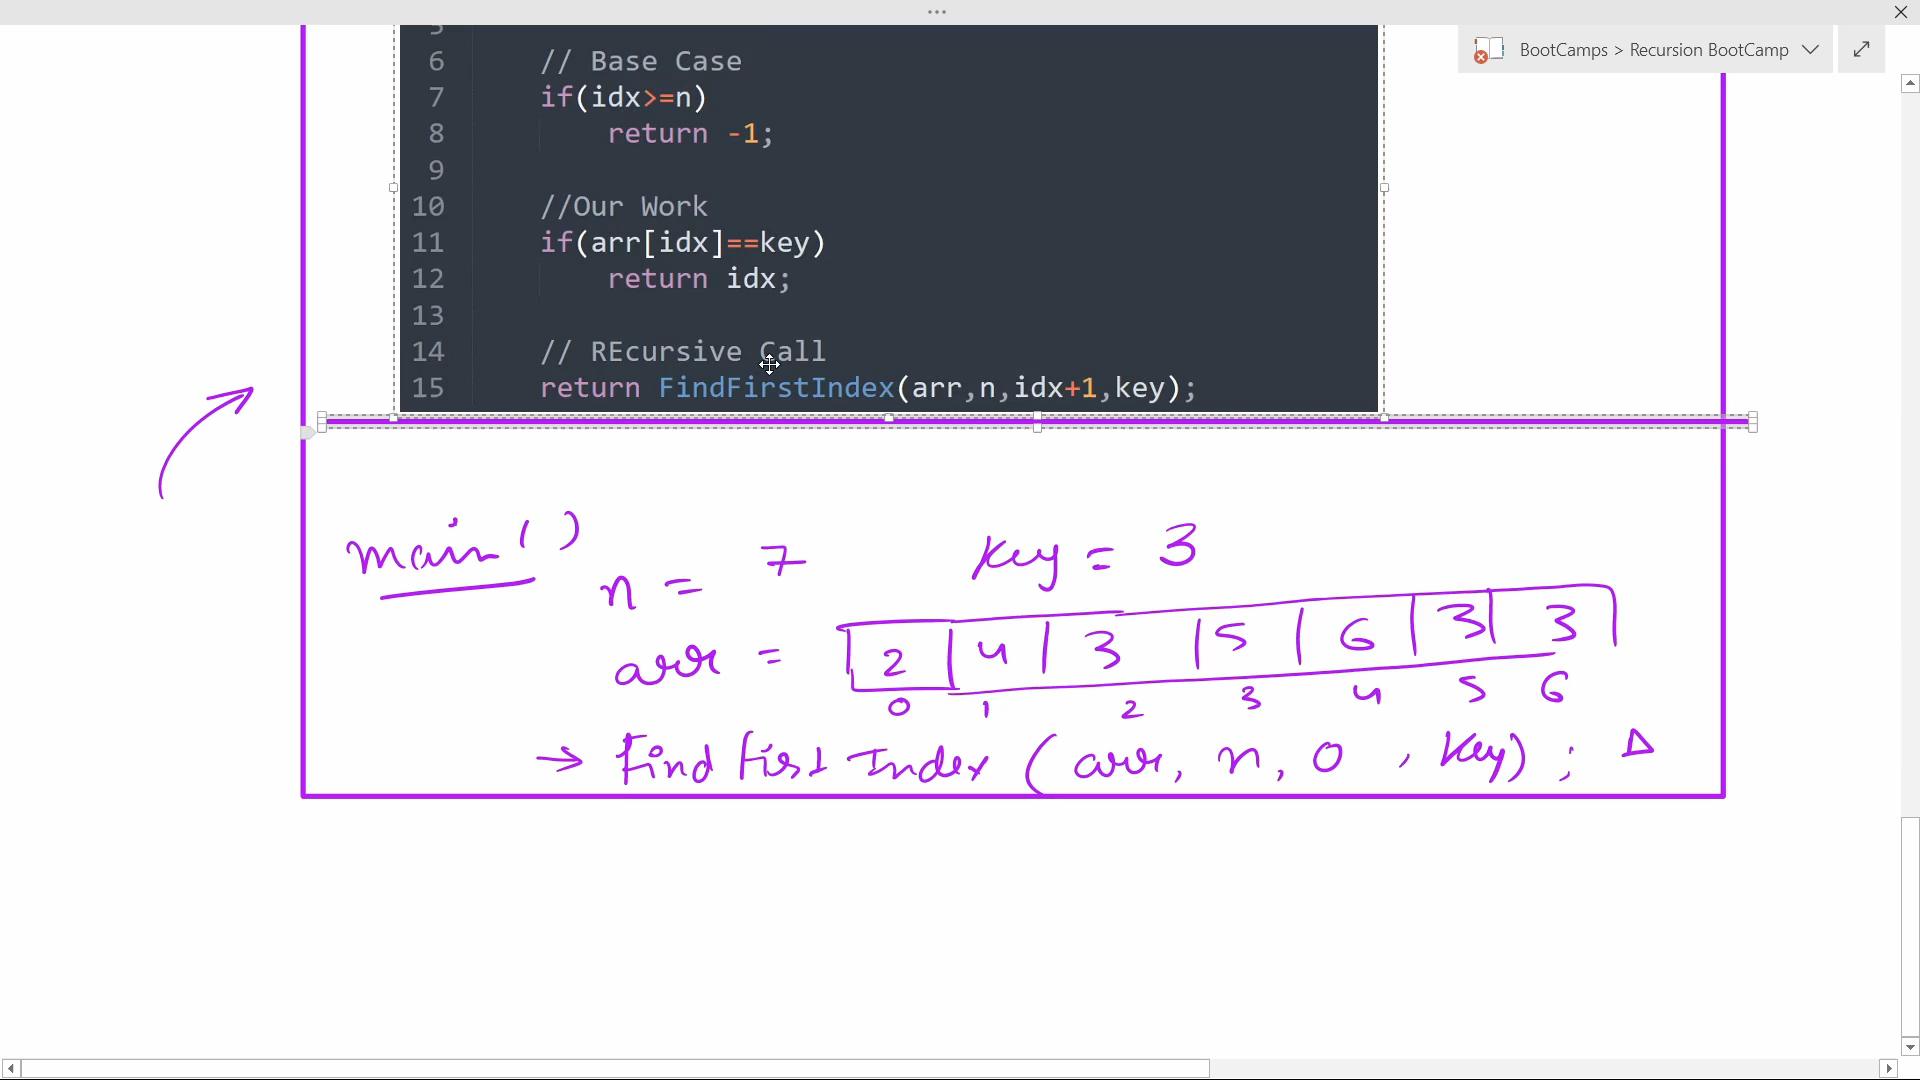 BootCamps > Recursion BootCamp
6 // Base Case
7 if(idx>=n)
8 return -1;
9
10 //Our Work
11 if(arr[idx]==key)
12 return idx;
13
14 // REcursive Call
15 return FindFirstIndex(arr,n,idx+1,key);
main()
n = 7 key = 3
arr = 2 | 4 | 3 | 5 | 6 | 3 | 3
0 1 2 3 4 5 6
→ Find First Index (arr, n, 0, key);